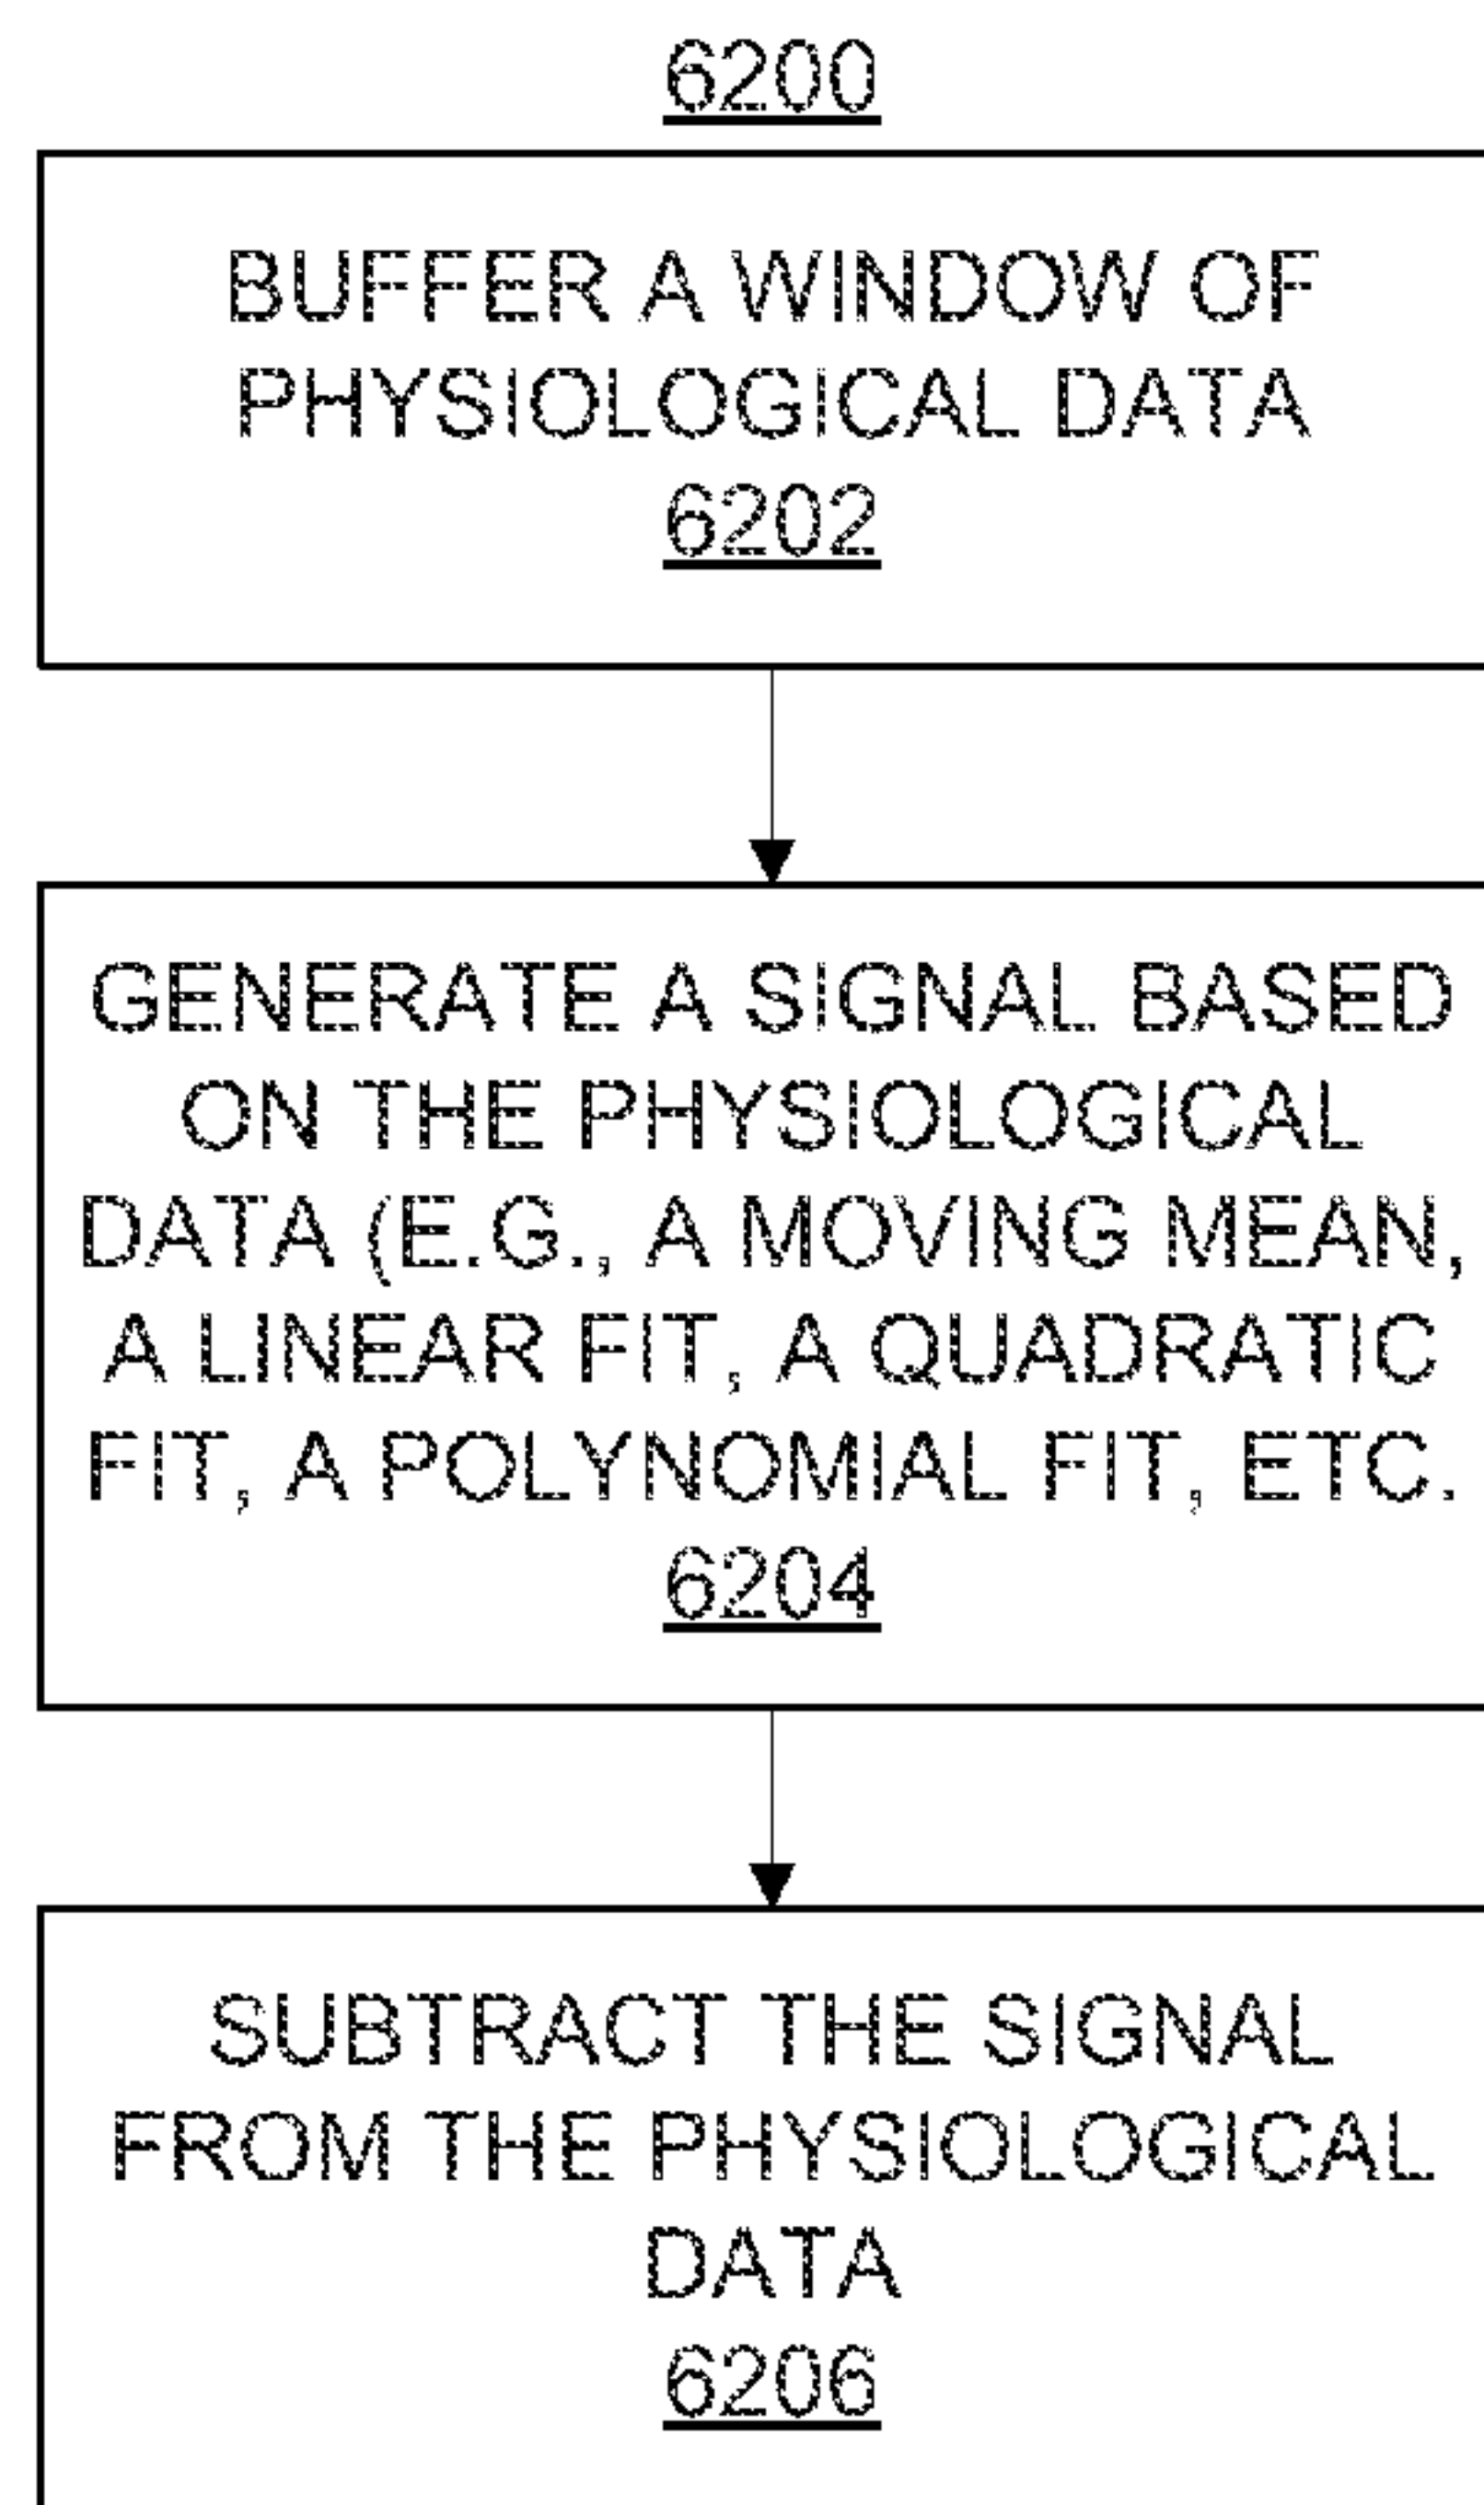 6200
BUFFER A WINDOW OF
PHYSIOLOGICAL DATA
6202
GENERATE A SIGNAL BASED
ON THE PHYSIOLOGICAL
DATA (E.G., A MOVING MEAN,
A LINEAR FIT, A QUADRATIC
FIT, A POLYNOMIAL FIT, ETC.
6204
SUBTRACT THE SIGNAL
FROM THE PHYSIOLOGICAL
DATA
6206